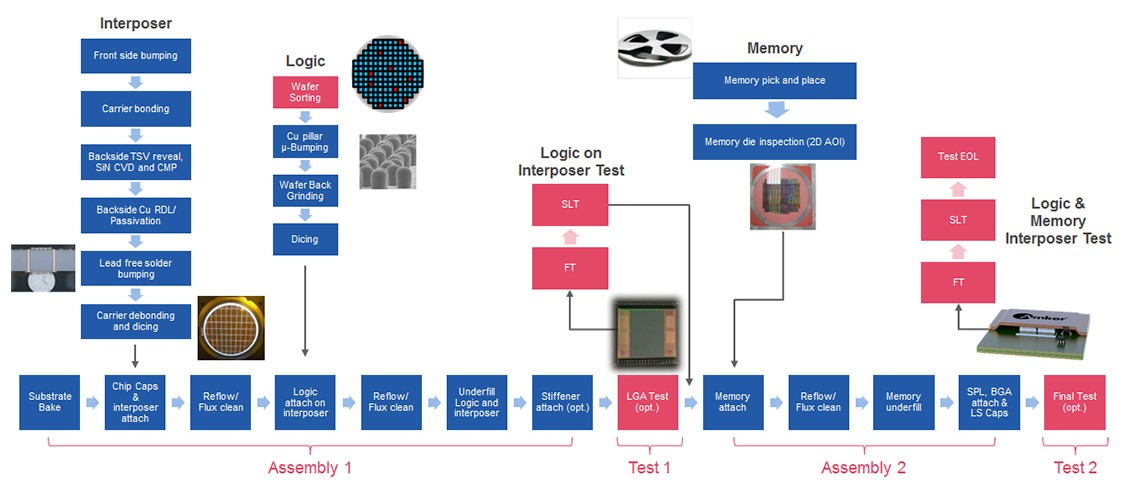 Interposer
Front side bumping
Carrier bonding
Backside TSV reveal,
SiN CVD and CMP
Backside Cu RDL/
Passivation
Lead free solder
bumping
Carrier debonding
and dicing
Logic
Wafer
Sorting
Cu pillar
µ-Bumping
Wafer Back
Grinding
Dicing
Logic on
Interposer Test
SLT
FT
Memory
Memory pick and place
Memory die inspection (2D AOI)
Test EOL
SLT
FT
Logic &
Memory
Interposer Test
Amkor
Substrate
Bake
Chip Caps
&
interposer
attach
Reflow/
Flux clean
Logic
attach on
interposer
Reflow/
Flux clean
Underfill
Logic and
interposer
Stiffener
attach (opt.)
LGA Test
(opt.)
Memory
attach
Reflow/
Flux clean
Memory
underfill
SPL, BGA
attach &
LS Caps
Final Test
(opt.)
Assembly 1
Test 1
Assembly 2
Test 2